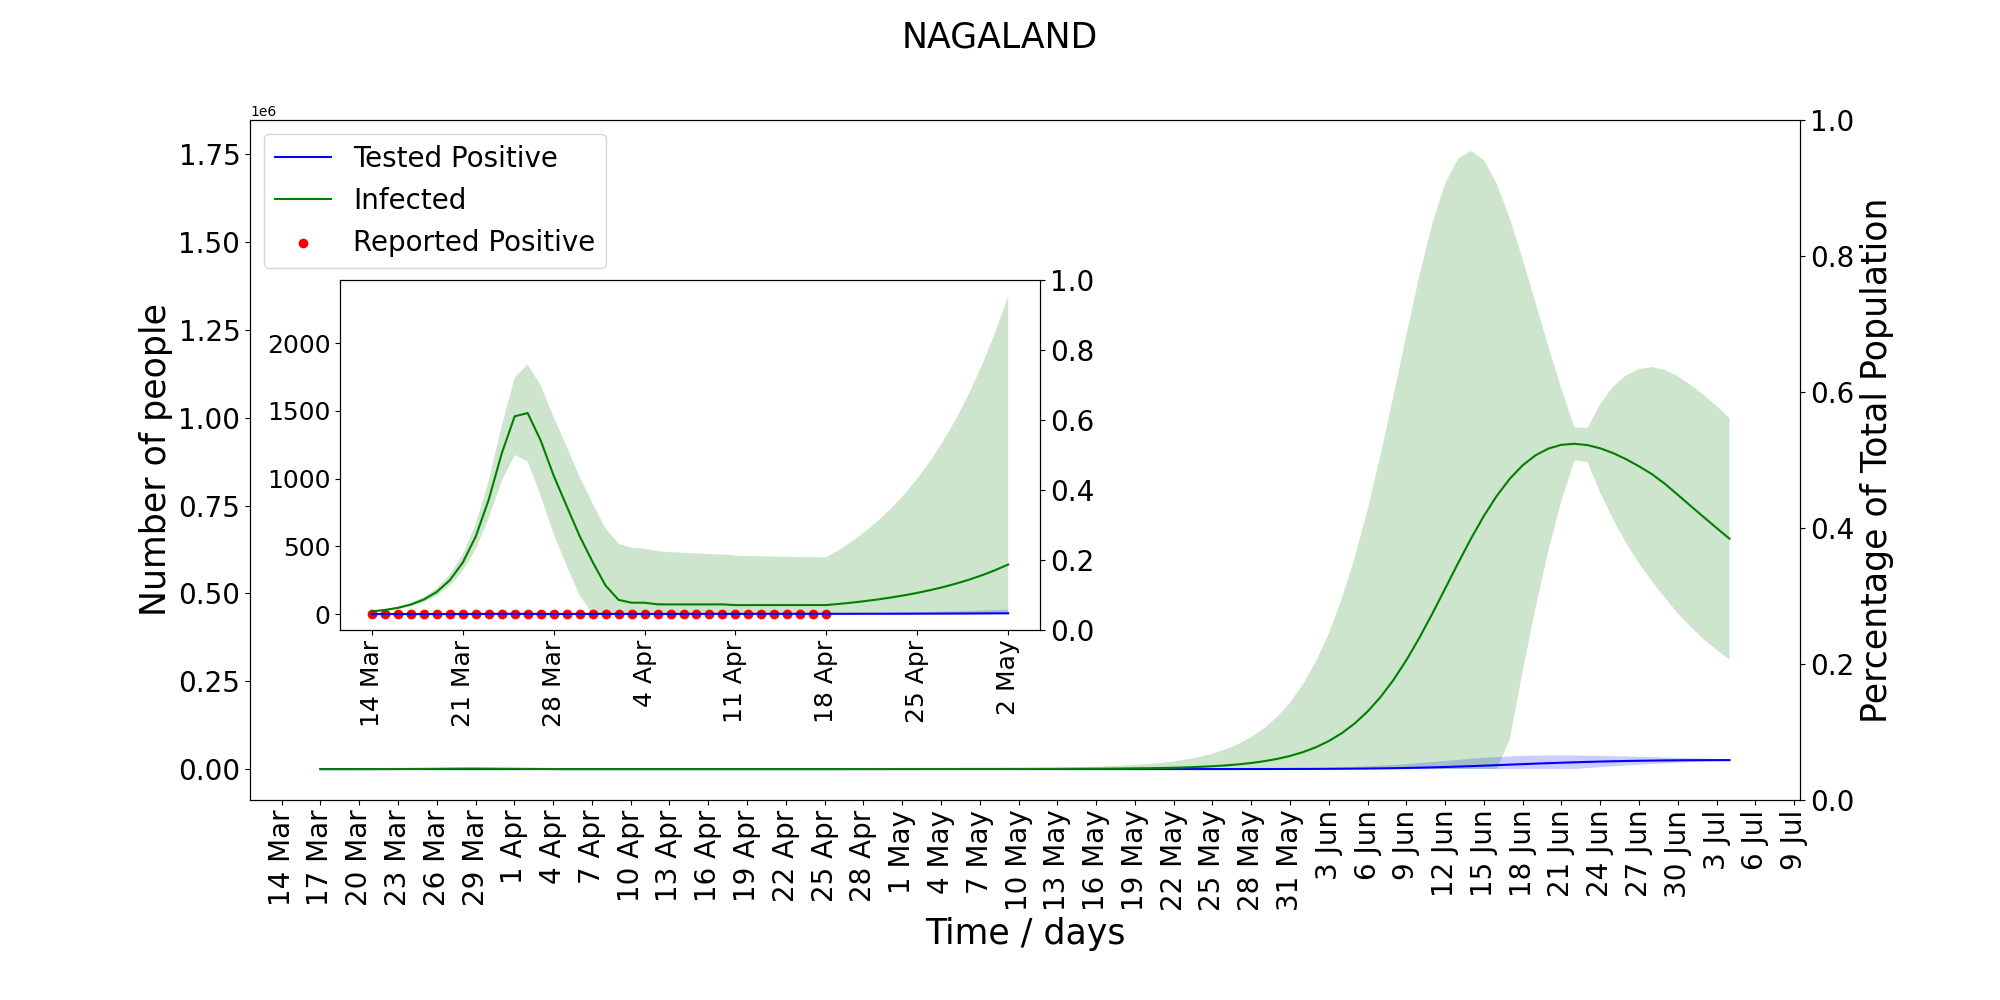 NAGALAND
1e6
Tested Positive
Infected
Reported Positive
Number of people
1.75
1.50
1.25
1.00
0.75
0.50
0.25
0.00
2000
1500
1000
500
0
1.0
0.8
0.6
0.4
0.2
0.0
14 Mar
21 Mar
28 Mar
4 Apr
11 Apr
18 Apr
25 Apr
2 May
1.0
0.8
0.6
0.4
0.2
0.0
Percentage of Total Population
14 Mar
17 Mar
20 Mar
23 Mar
26 Mar
29 Mar
1 Apr
4 Apr
7 Apr
10 Apr
13 Apr
16 Apr
19 Apr
22 Apr
25 Apr
28 Apr
1 May
4 May
7 May
10 May
13 May
16 May
19 May
22 May
25 May
28 May
31 May
3 Jun
6 Jun
9 Jun
12 Jun
15 Jun
18 Jun
21 Jun
24 Jun
27 Jun
30 Jun
3 Jul
6 Jul
9 Jul
Time / days